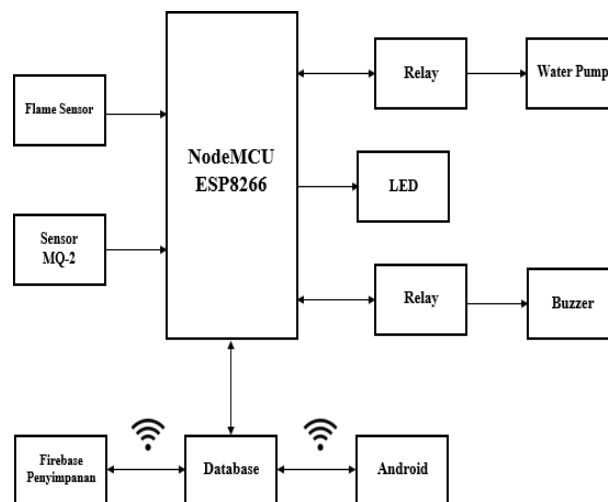 Relay
Water Pump
Flame Sensor
NodeMCU
ESP8266
LED
Sensor
MQ-2
Relay
Buzzer
Firebase
Penyimpanan
Database
Android